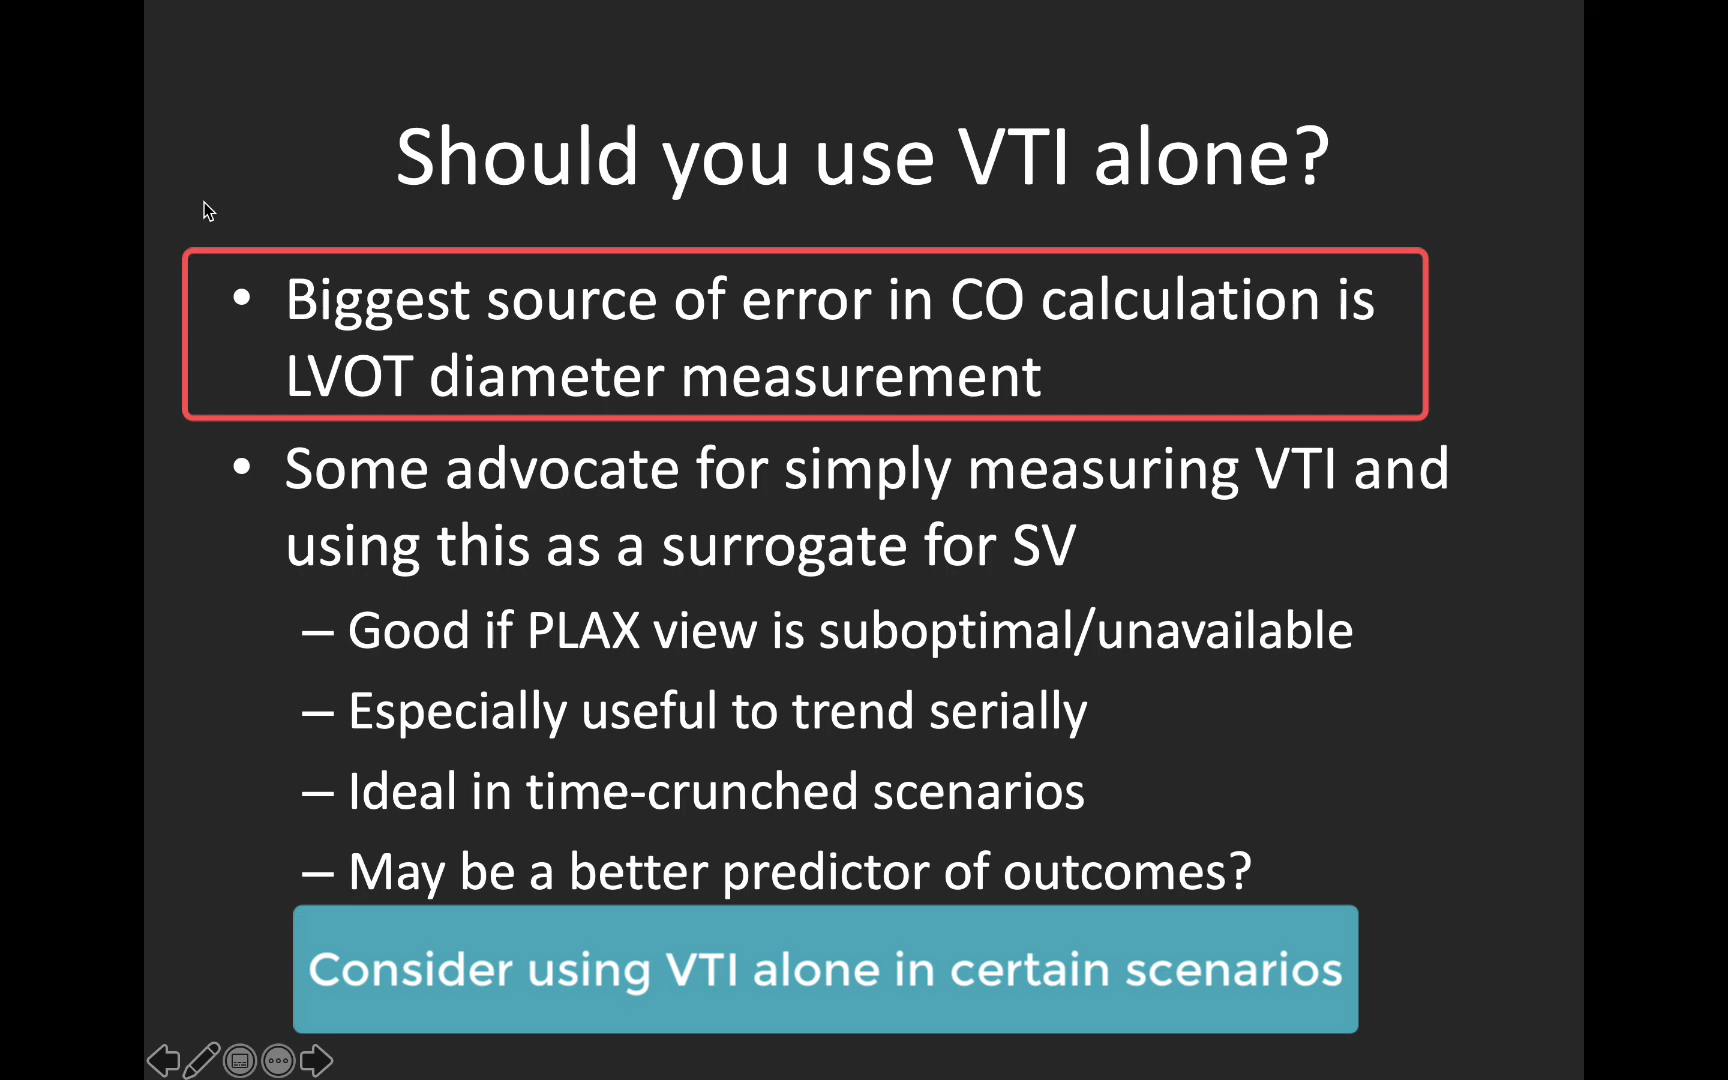 Should you use VTI alone?
• Biggest source of error in CO calculation is
LVOT diameter measurement
• Some advocate for simply measuring VTI and
using this as a surrogate for SV
– Good if PLAX view is suboptimal/unavailable
– Especially useful to trend serially
– Ideal in time-crunched scenarios
– May be a better predictor of outcomes?
Consider using VTI alone in certain scenarios